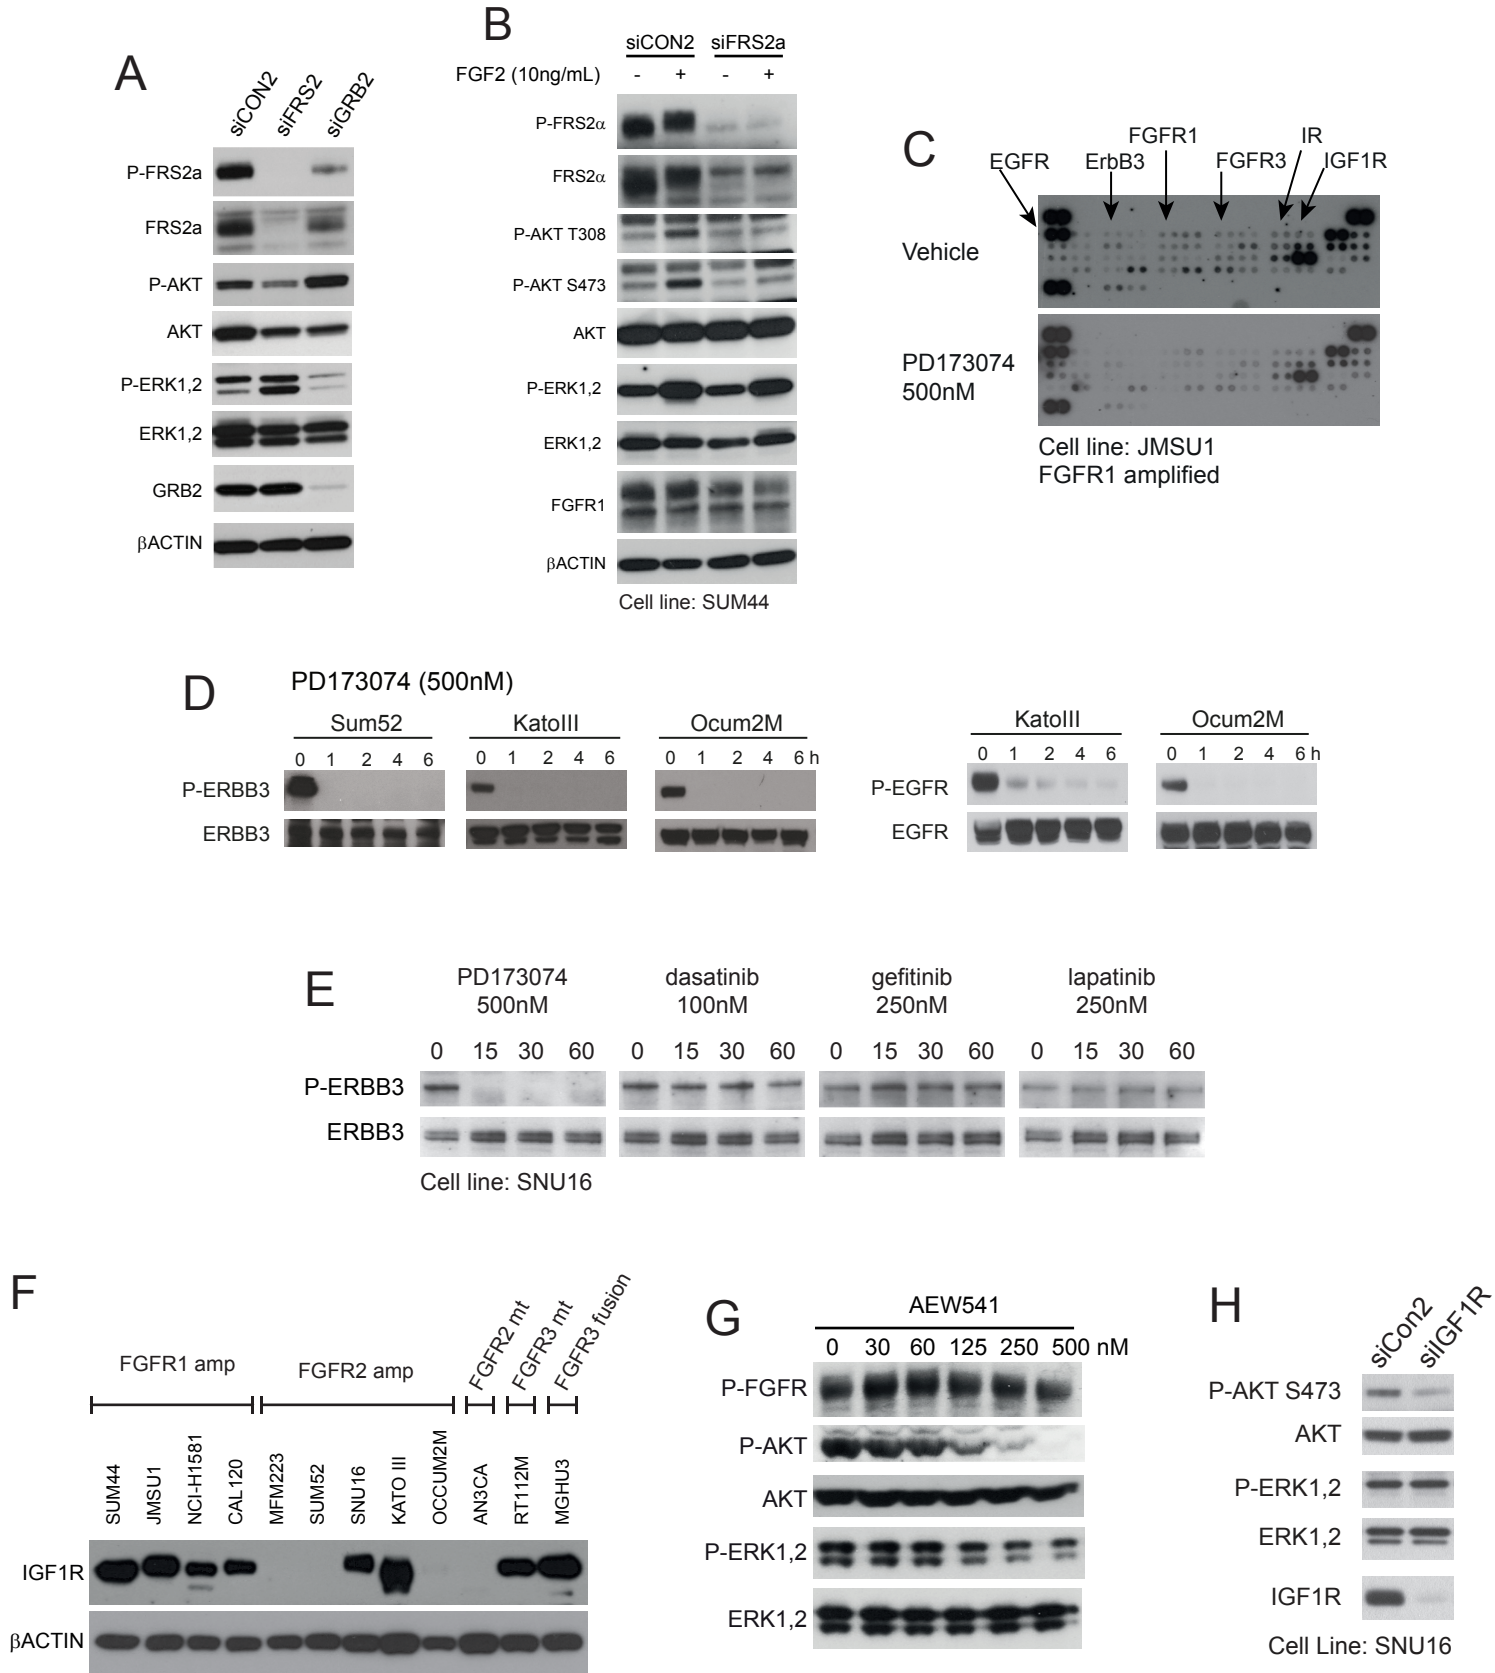 A
siCON2 siFRS2 siGRB2
P-FRS2a
FRS2a
P-AKT
AKT
P-ERK1,2
ERK1,2
GRB2
βACTIN
B
siCON2 siFRS2a
FGF2 (10ng/mL) - + - +
P-FRS2α
FRS2α
P-AKT T308
P-AKT S473
AKT
P-ERK1,2
ERK1,2
FGFR1
βACTIN
Cell line: SUM44
C
FGFR1 IR
EGFR ErbB3 FGFR3 IGF1R
Vehicle
PD173074
500nM
Cell line: JMSU1
FGFR1 amplified
D
PD173074 (500nM)
Sum52 KatoIII Ocum2M
0 1 2 4 6 0 1 2 4 6 0 1 2 4 6 h
P-ERBB3
ERBB3
KatoIII Ocum2M
0 1 2 4 6 0 1 2 4 6 h
P-EGFR
EGFR
E
PD173074 dasatinib gefitinib lapatinib
500nM 100nM 250nM 250nM
0 15 30 60 0 15 30 60 0 15 30 60 0 15 30 60
P-ERBB3
ERBB3
Cell line: SNU16
F
FGFR1 amp FGFR2 amp FGFR2 mt FGFR3 mt FGFR3 fusion
SUM44 JMSU1 NCI-H1581 CAL120 MFM223 SUM52 SNU16 KATO III OCCUM2M AN3CA RT112M MGHU3
IGF1R
βACTIN
G
AEW541
0 30 60 125 250 500 nM
P-FGFR
P-AKT
AKT
P-ERK1,2
ERK1,2
H
siCon2 siIGF1R
P-AKT S473
AKT
P-ERK1,2
ERK1,2
IGF1R
Cell Line: SNU16